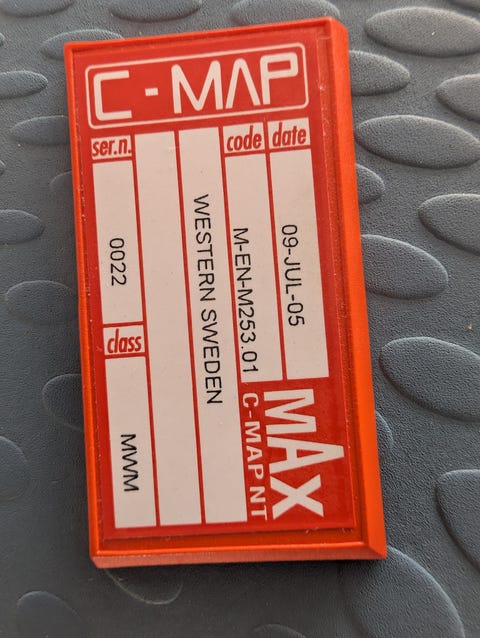 C-MAP
ser.n.
code
date
0022
WESTERN SWEDEN
M-EN-M253.01
09-JUL-05
class
MWM
MAX
C-MAP NT